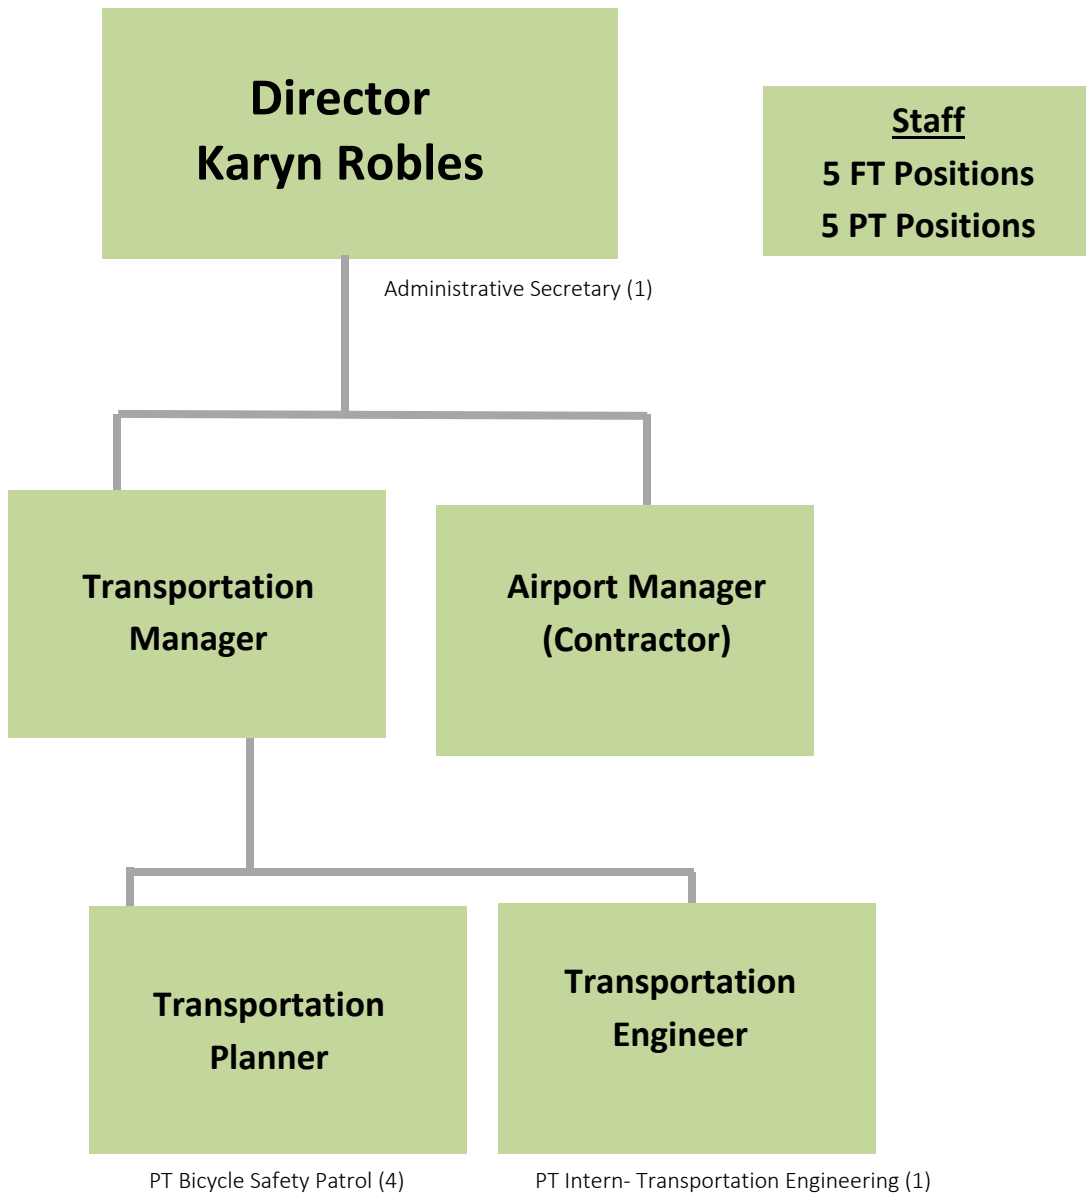 Director
Karyn Robles
Staff
5 FT Positions
5 PT Positions
Administrative Secretary (1)
Transportation
Manager
Airport Manager
(Contractor)
Transportation
Planner
Transportation
Engineer
PT Bicycle Safety Patrol (4)
PT Intern- Transportation Engineering (1)